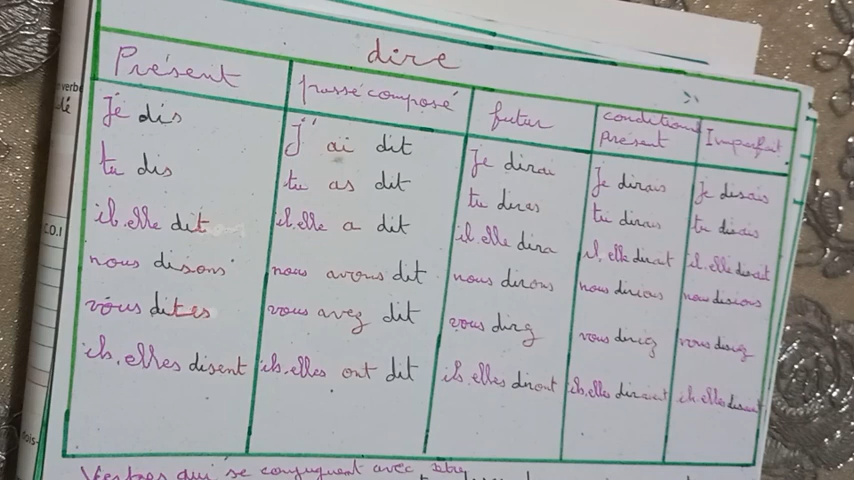 dire
Présent passé composé futur conditionnel Présent Imparfait
Je dis J'ai dit Je dirai Je dirais Je disais
tu dis tu as dit tu diras tu dirais tu disais
il.elle dit il.elle a dit il.elle dira il.elle dirait il.elle disait
nous disons nous avons dit nous dirons nous dirions nous disions
vous dites vous avez dit vous direz vous diriez vous disiez
ils.elles disent ils.elles ont dit ils.elles diront ils.elles diraient ils.elles disaient
qui se conjuguent avec